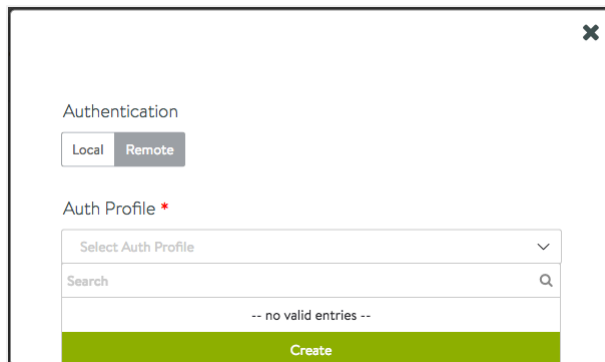 Authentication
Local Remote
Auth Profile *
Select Auth Profile
Search
-- no valid entries --
Create